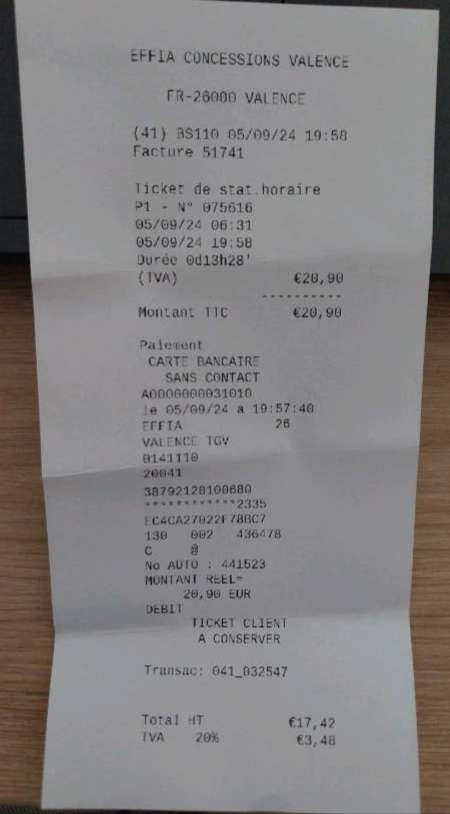 EFFIA CONCESSIONS VALENCE
FR-26000 VALENCE
(41) BS110 05/09/24 19:58
Facture 51741
Ticket de stat.horaire
P1 - N° 075616
05/09/24 06:31
05/09/24 19:58
Durée 0d13h28'
(TVA) €20,90
----------
Montant TTC €20,90
Paiement
CARTE BANCAIRE
SANS CONTACT
A0000000031010
le 05/09/24 a 19:57:40
EFFIA 26
VALENCE TGV
0141110
20041
38792128100680
************2335
EC4CA27022F78BC7
130 002 436478
C @
No AUTO : 441523
MONTANT REEL=
20,90 EUR
DEBIT
TICKET CLIENT
A CONSERVER
Transac: 041_032547
Total HT €17,42
TVA 20% €3,48